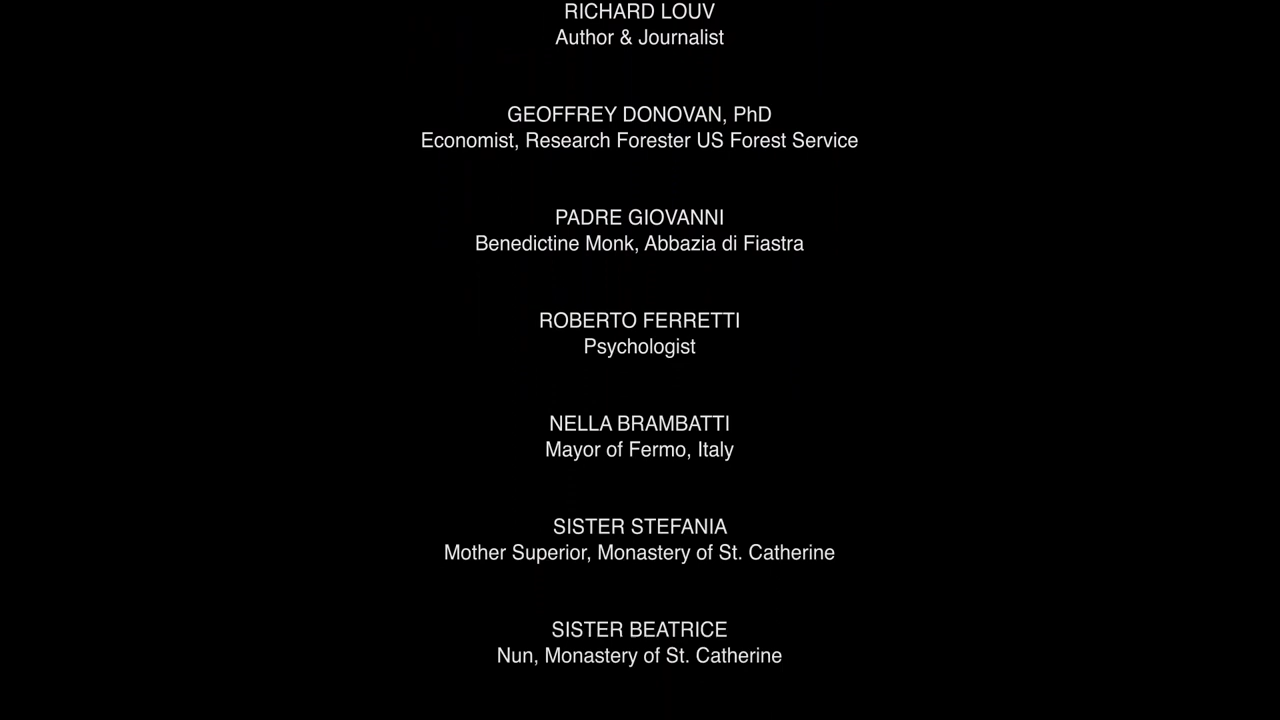 RICHARD LOUV
Author & Journalist
GEOFFREY DONOVAN, PhD
Economist, Research Forester US Forest Service
PADRE GIOVANNI
Benedictine Monk, Abbazia di Fiastra
ROBERTO FERRETTI
Psychologist
NELLA BRAMBATTI
Mayor of Fermo, Italy
SISTER STEFANIA
Mother Superior, Monastery of St. Catherine
SISTER BEATRICE
Nun, Monastery of St. Catherine